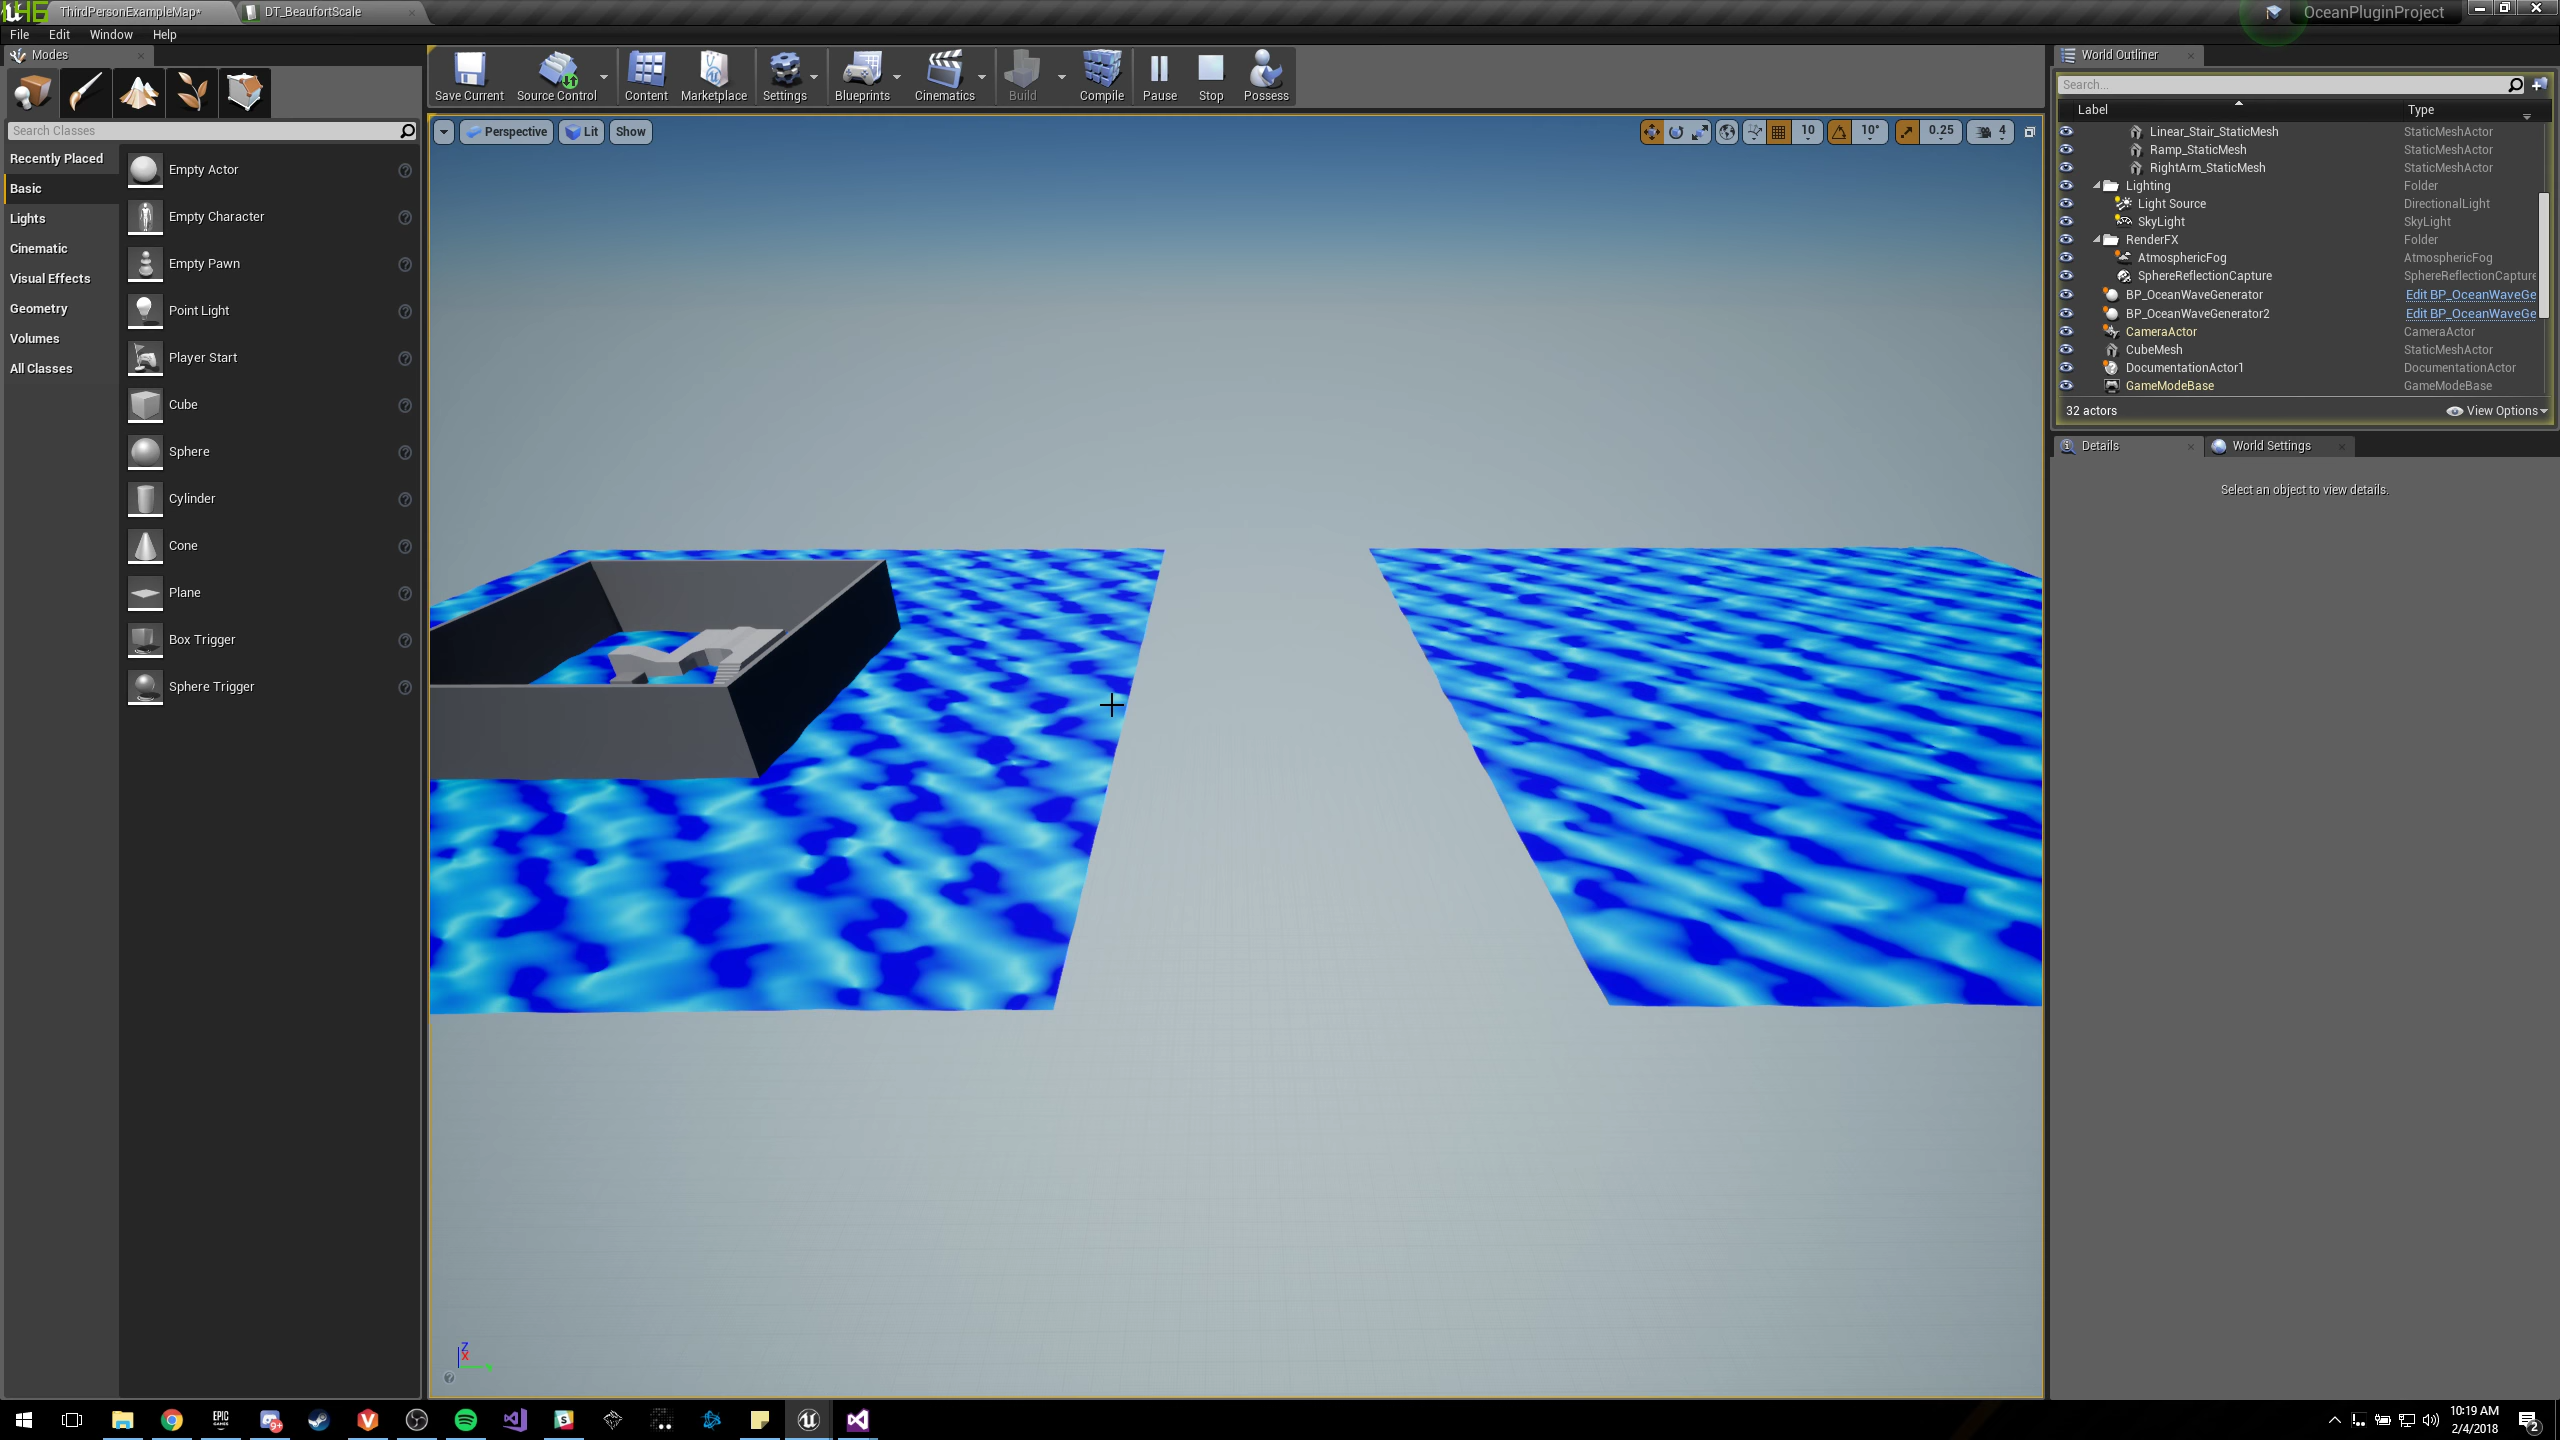 146
ThirdPersonExampleMap*
DT_BeaufortScale
OceanPluginProject
File Edit Window Help
Modes
Search Classes
Recently Placed
Basic
Lights
Cinematic
Visual Effects
Geometry
Volumes
All Classes
Empty Actor
Empty Character
Empty Pawn
Point Light
Player Start
Cube
Sphere
Cylinder
Cone
Plane
Box Trigger
Sphere Trigger
Save Current
Source Control
Content
Marketplace
Settings
Blueprints
Cinematics
Build
Compile
Pause
Stop
Possess
Perspective
Lit
Show
10
10°
0.25
4
Z
X
World Outliner
Search...
Label Type
Linear_Stair_StaticMesh StaticMeshActor
Ramp_StaticMesh StaticMeshActor
RightArm_StaticMesh StaticMeshActor
Lighting Folder
Light Source DirectionalLight
SkyLight SkyLight
RenderFX Folder
AtmosphericFog AtmosphericFog
SphereReflectionCapture SphereReflectionCapture
BP_OceanWaveGenerator Edit BP_OceanWaveGe
BP_OceanWaveGenerator2 Edit BP_OceanWaveGe
CameraActor CameraActor
CubeMesh StaticMeshActor
DocumentationActor1 DocumentationActor
GameModeBase GameModeBase
32 actors
View Options
Details
World Settings
Select an object to view details.
EPIC
GAMES
9+
10:19 AM
2/4/2018
2